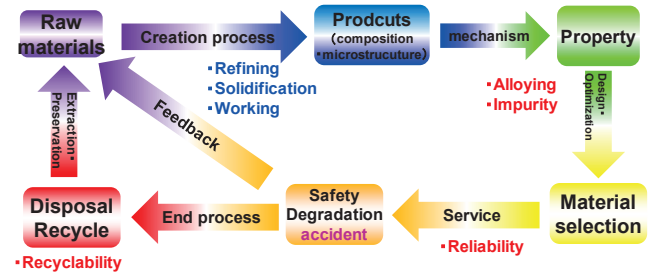 Raw
materials
Creation process
・Refining
・Solidification
・Working
Prodcuts
(composition
・microstrucuture)
mechanism
・Alloying
・Impurity
Property
Design・
Optimization
Material
selection
Service
・Reliability
Safety
Degradation
accident
Feedback
End process
Disposal
Recycle
・Recyclability
Extraction・
Preservation